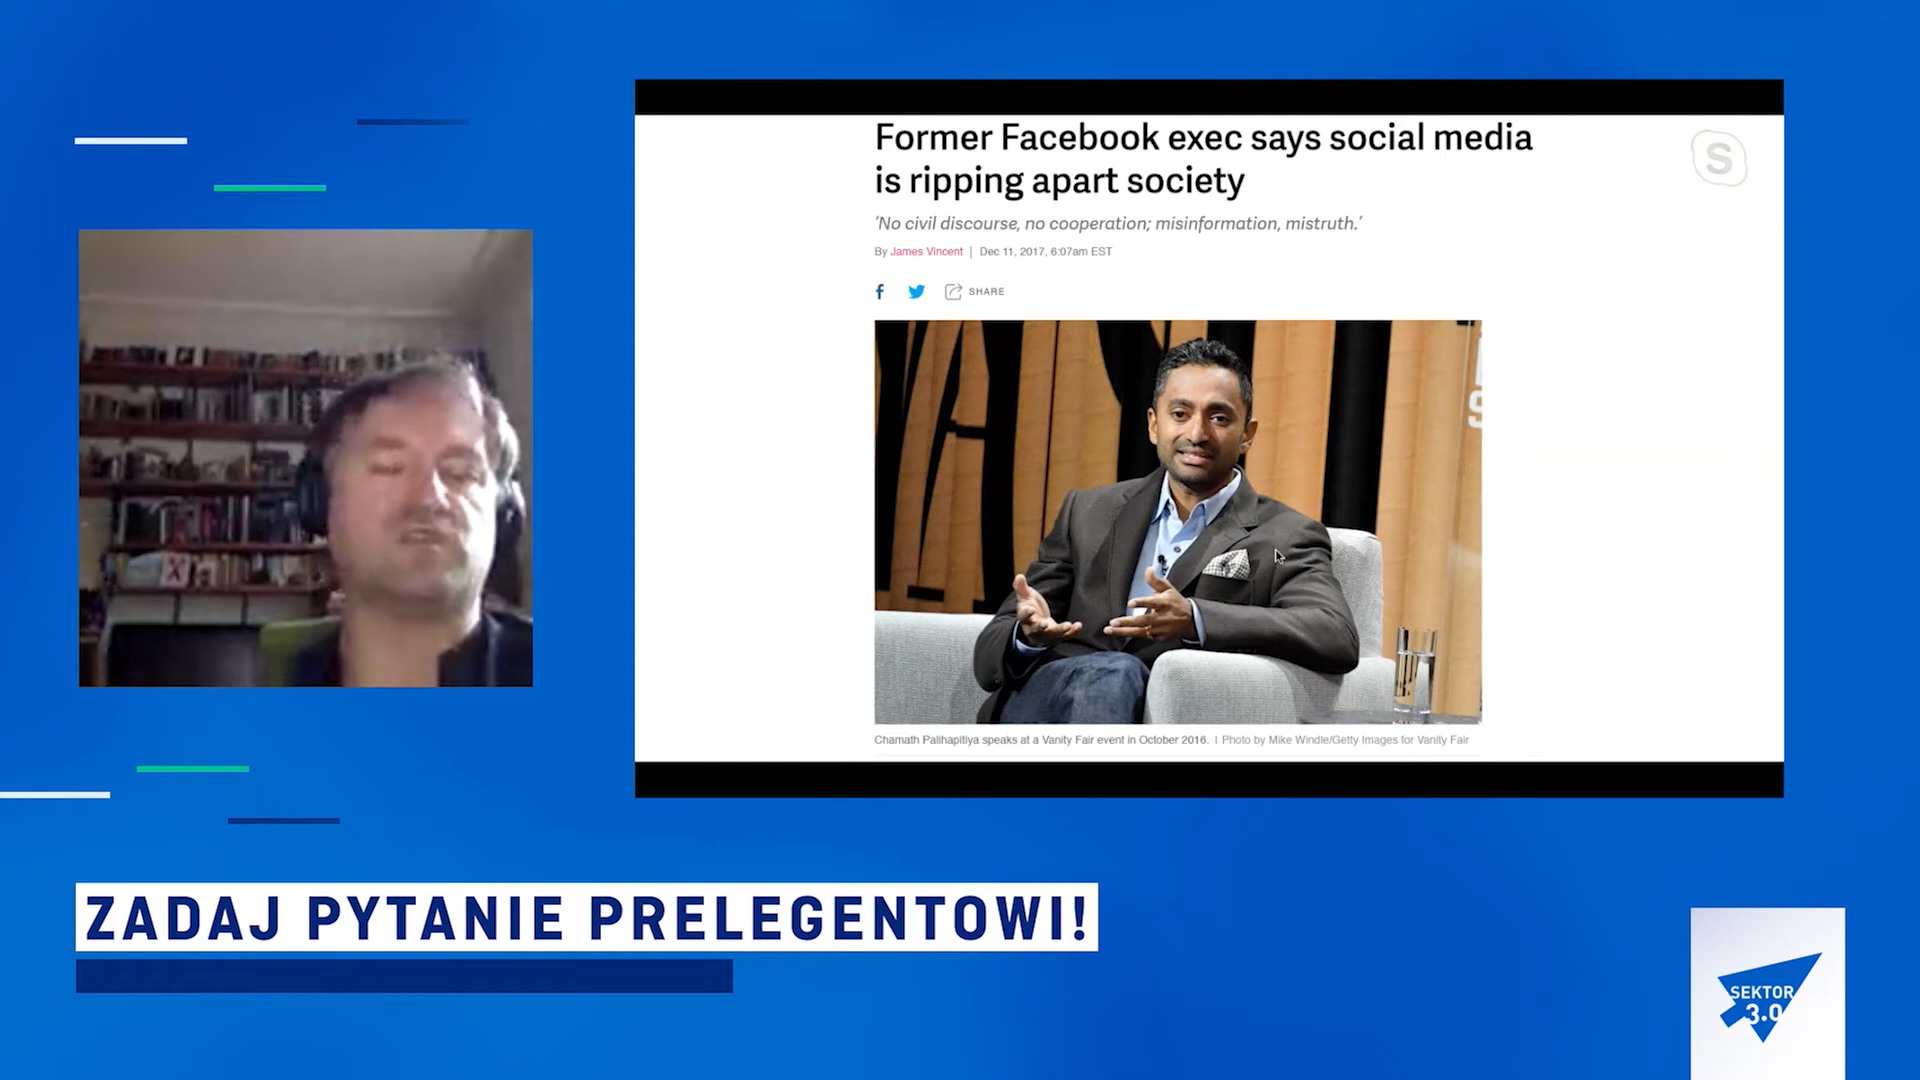 Former Facebook exec says social media
is ripping apart society
‘No civil discourse, no cooperation; misinformation, mistruth.’
By James Vincent | Dec 11, 2017, 6:07am EST
SHARE
Chamath Palihapitiya speaks at a Vanity Fair event in October 2016. | Photo by Mike Windle/Getty Images for Vanity Fair
ZADAJ PYTANIE PRELEGENTOWI!
SEKTOR
3.0